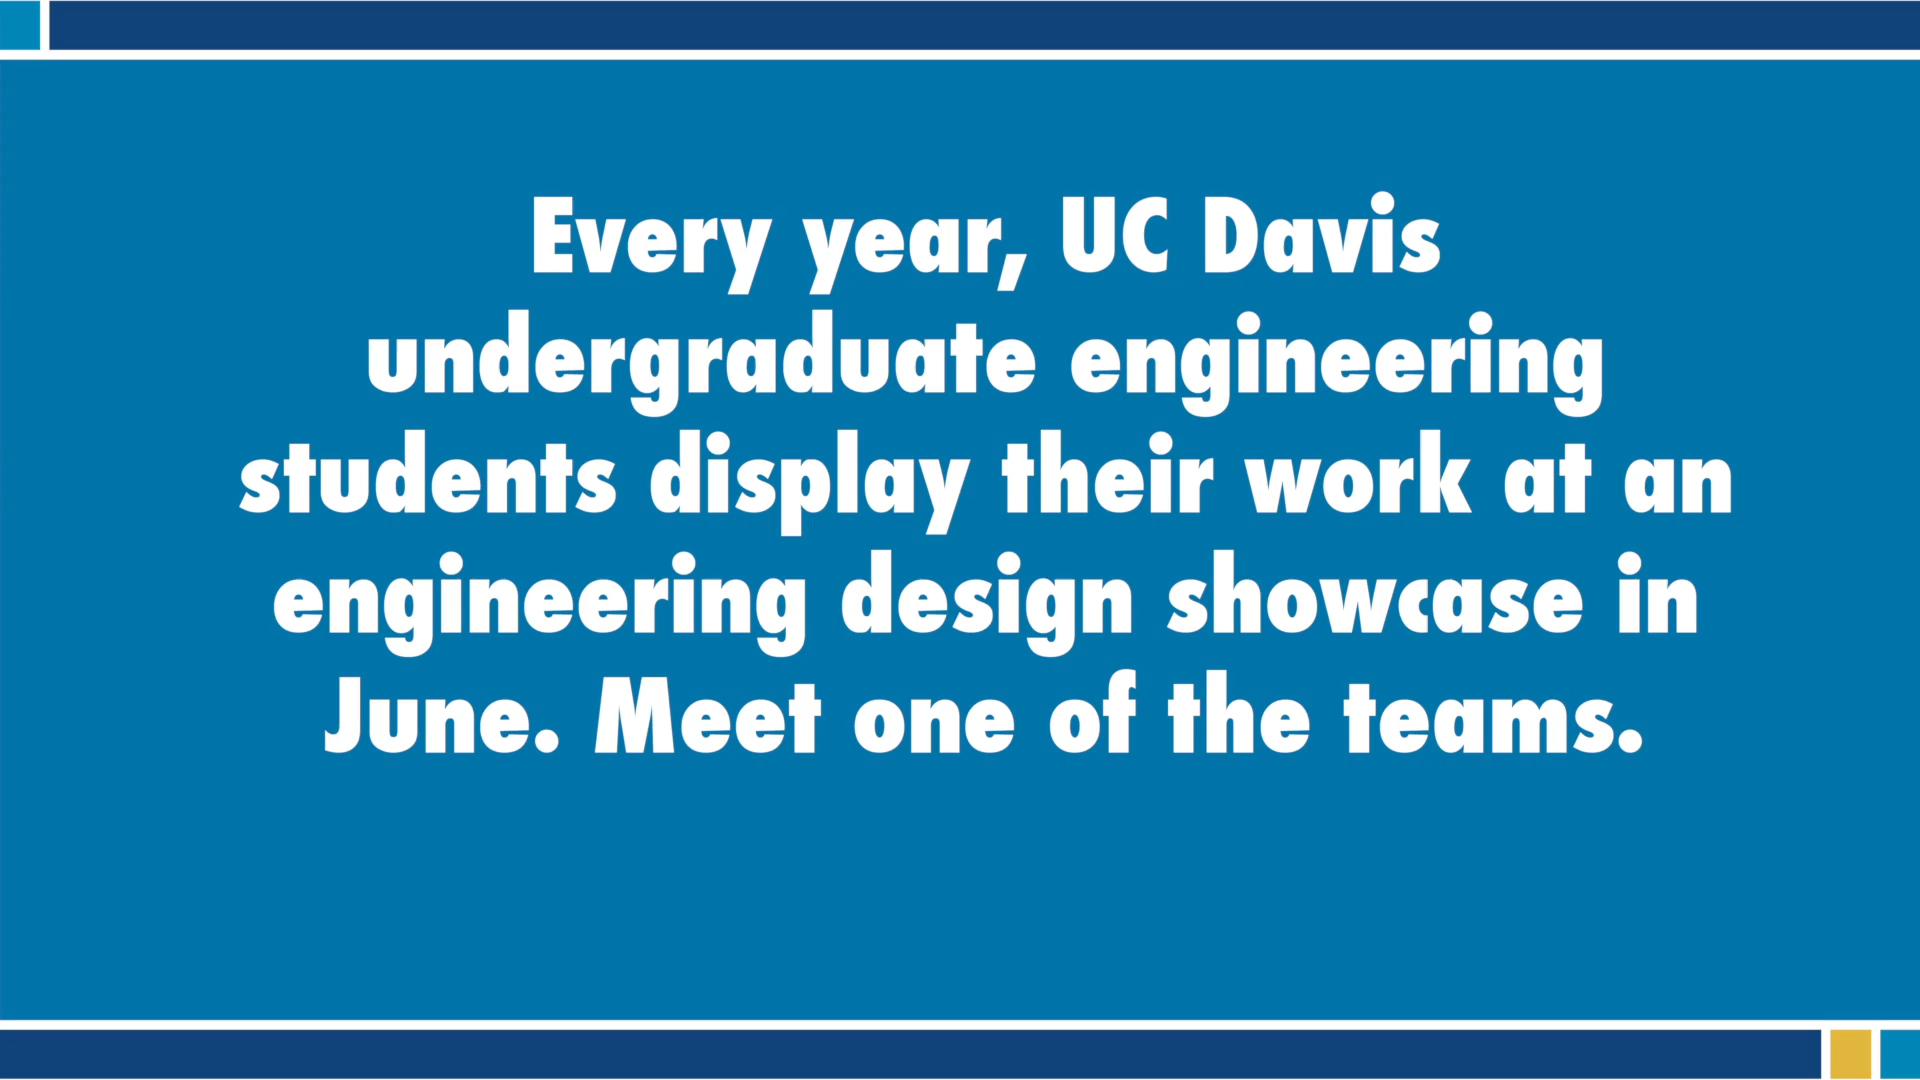 Every year, UC Davis
undergraduate engineering
students display their work at an
engineering design showcase in
June. Meet one of the teams.